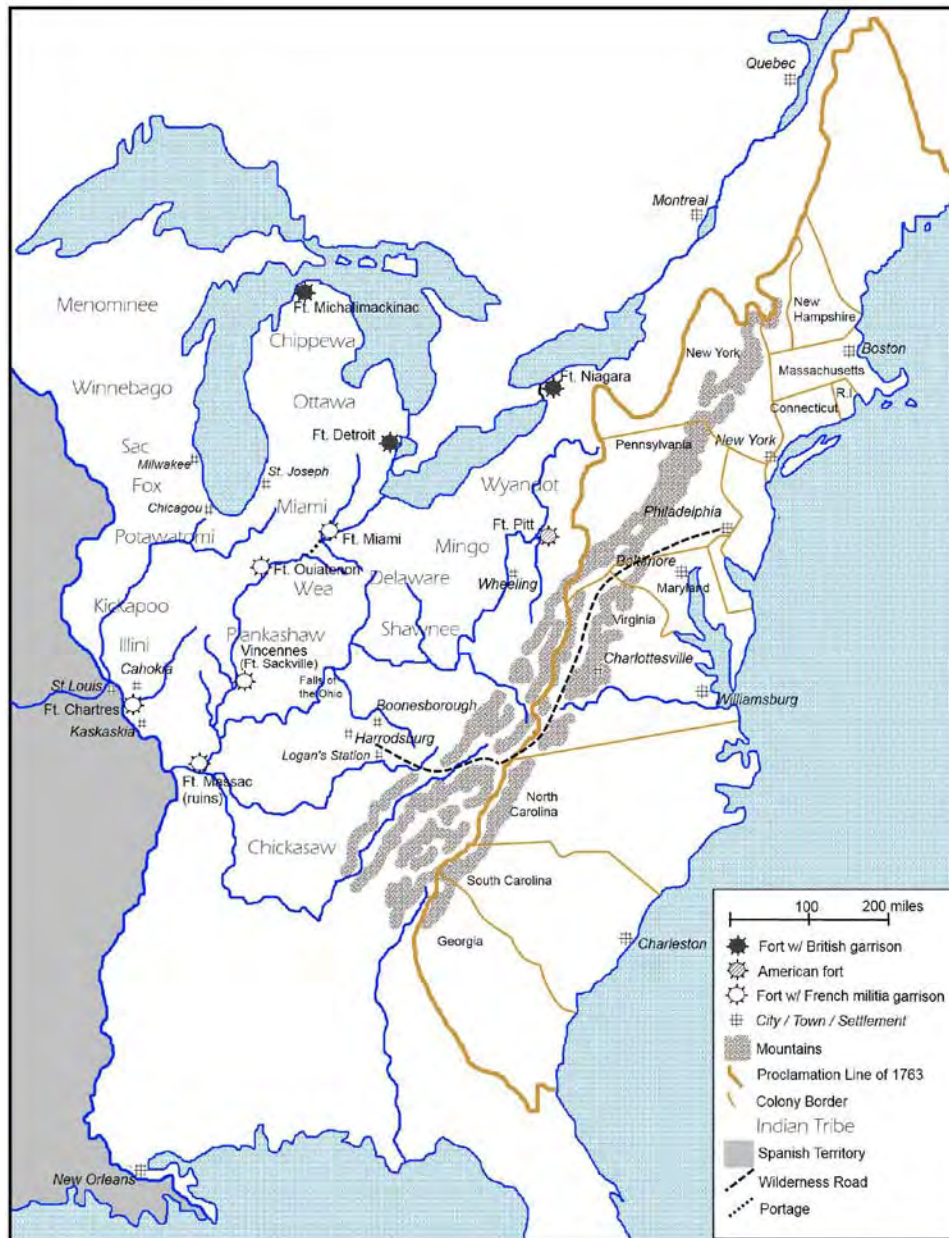 Quebec
Montreal
Menominee
Ft. Michalimackinac
Chippewa
New
Hampshire
New York
Boston
Massachusetts
Winnebago
Ft. Niagara
R.I.
Connecticut
Ottawa
Ft. Detroit
Pennsylvania
New York
Sac
Milwakee
St. Joseph
Fox
Wyandot
Miami
Chicagou
Philadelphia
Potawatomi
Ft. Miami
Ft. Pitt
Mingo
Ft. Ouiatenon
Wea
Delaware
Wheeling
Baltimore
Maryland
Kickapoo
Virginia
Illini
Piankashaw
Shawnee
Vincennes
(Ft. Sackville)
Cahokia
Falls of
the Ohio
Charlottesville
St Louis
Williamsburg
Ft. Chartres
Boonesborough
Kaskaskia
Harrodsburg
Logan's Station
Ft. Massac
(ruins)
North
Carolina
Chickasaw
South Carolina
Georgia
Charleston
New Orleans
100
200 miles
Fort w/ British garrison
American fort
Fort w/ French militia garrison
City / Town / Settlement
Mountains
Proclamation Line of 1763
Colony Border
Indian Tribe
Spanish Territory
Wilderness Road
Portage